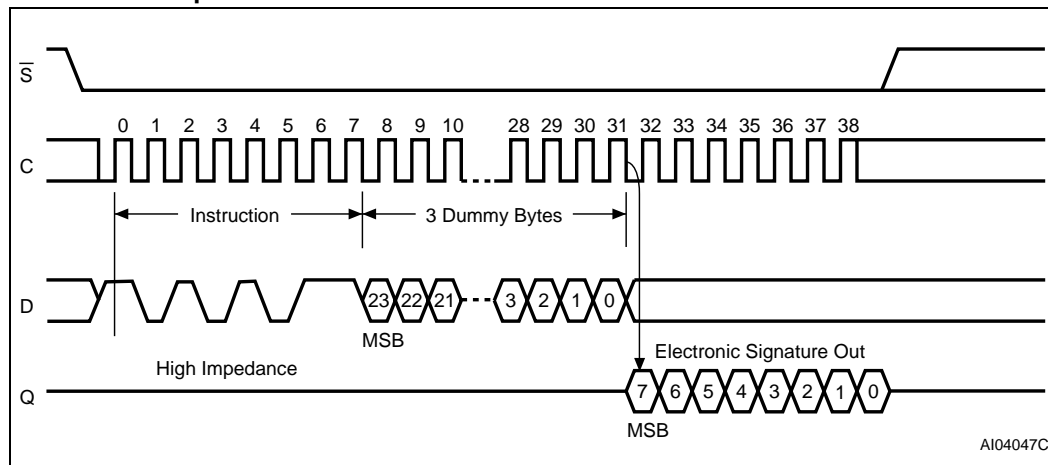 S
0 1 2 3 4 5 6 7 8 9 10 28 29 30 31 32 33 34 35 36 37 38
C
Instruction 3 Dummy Bytes
D 23 22 21 3 2 1 0
MSB
High Impedance Electronic Signature Out
Q 7 6 5 4 3 2 1 0
MSB
AI04047C